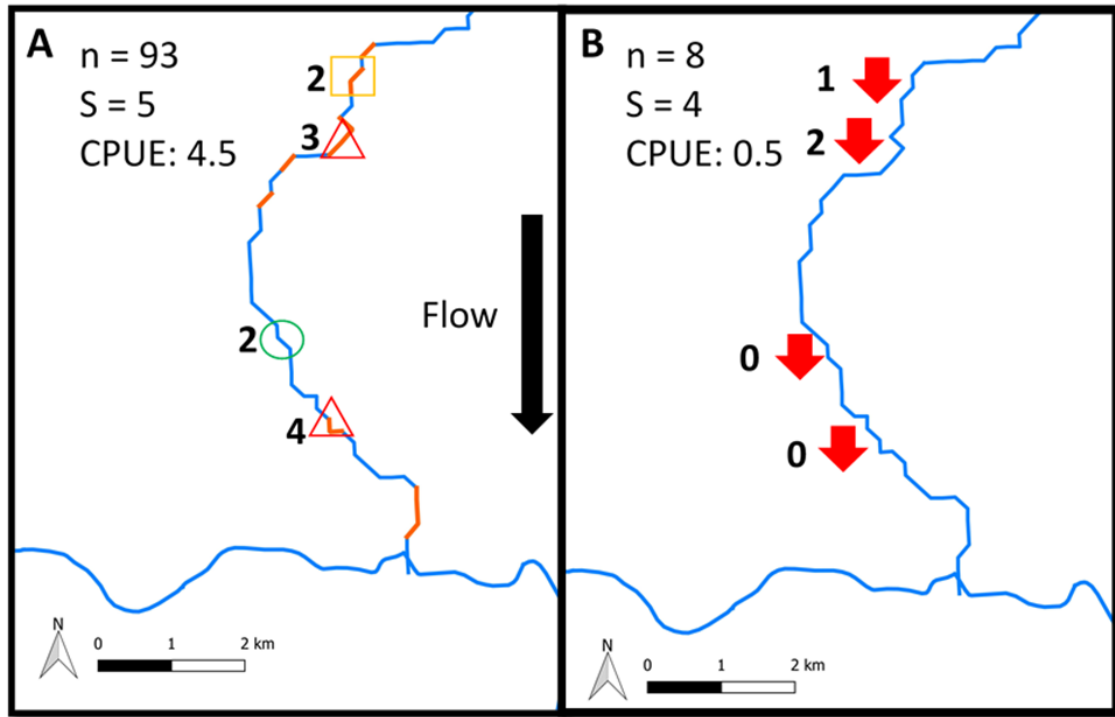 A
n = 93
S = 5
CPUE: 4.5
2
3
2
4
Flow
N
0 1 2 km
B
n = 8
S = 4
CPUE: 0.5
1
2
0
0
N
0 1 2 km